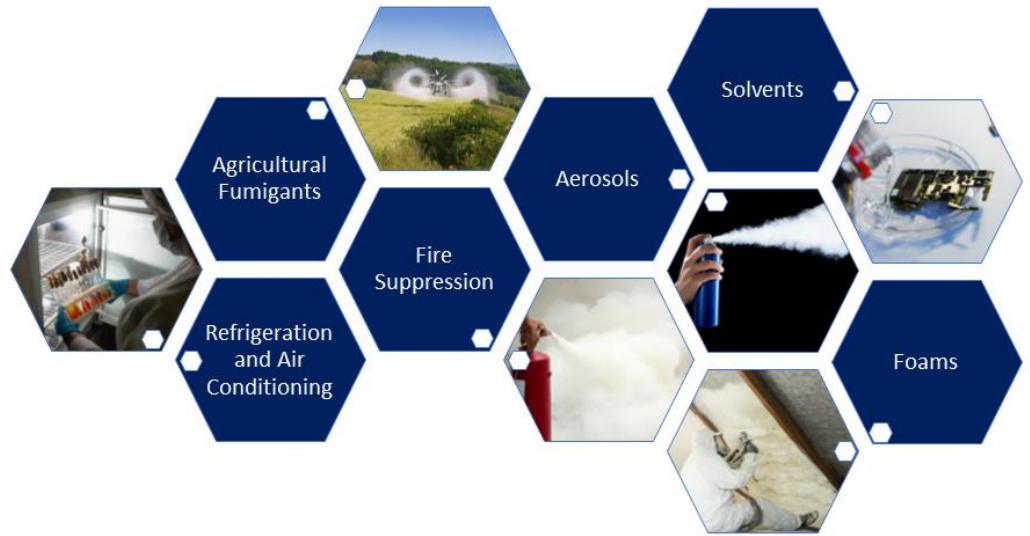 Solvents
Agricultural
Fumigants
Aerosols
Fire
Suppression
Refrigeration
and Air
Conditioning
Foams